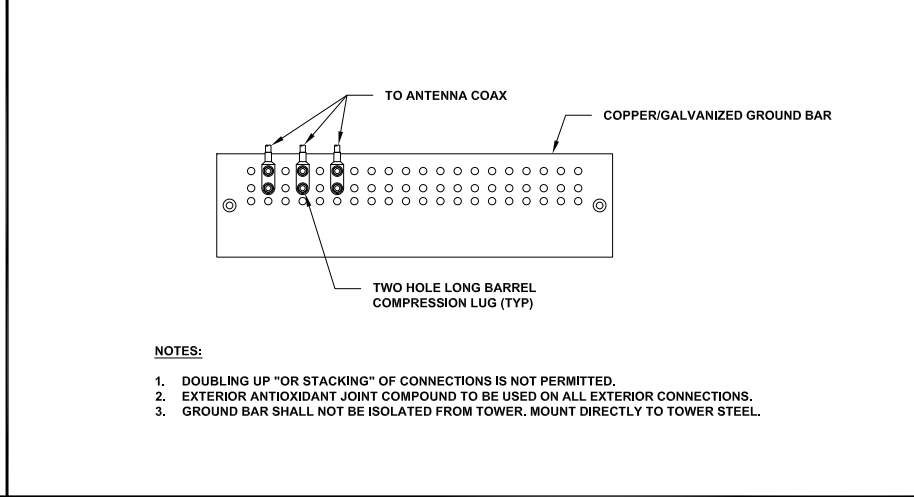 TO ANTENNA COAX
COPPER/GALVANIZED GROUND BAR
TWO HOLE LONG BARREL
COMPRESSION LUG (TYP)
NOTES:
1. DOUBLING UP "OR STACKING" OF CONNECTIONS IS NOT PERMITTED.
2. EXTERIOR ANTIOXIDANT JOINT COMPOUND TO BE USED ON ALL EXTERIOR CONNECTIONS.
3. GROUND BAR SHALL NOT BE ISOLATED FROM TOWER. MOUNT DIRECTLY TO TOWER STEEL.